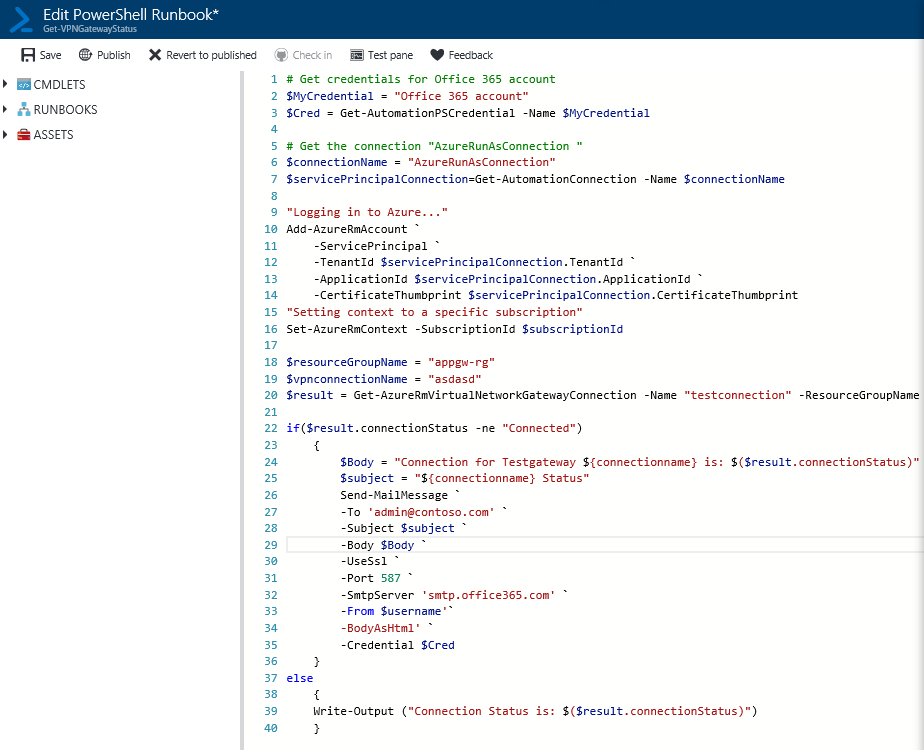 Edit PowerShell Runbook*
Get-VPNGatewayStatus
Save Publish Revert to published Check in Test pane Feedback
CMDLETS
RUNBOOKS
ASSETS
1 # Get credentials for Office 365 account
2 $MyCredential = "Office 365 account"
3 $Cred = Get-AutomationPSCredential -Name $MyCredential
4
5 # Get the connection "AzureRunAsConnection "
6 $connectionName = "AzureRunAsConnection"
7 $servicePrincipalConnection=Get-AutomationConnection -Name $connectionName
8
9 "Logging in to Azure..."
10 Add-AzureRmAccount `
11     -ServicePrincipal `
12     -TenantId $servicePrincipalConnection.TenantId `
13     -ApplicationId $servicePrincipalConnection.ApplicationId `
14     -CertificateThumbprint $servicePrincipalConnection.CertificateThumbprint
15 "Setting context to a specific subscription"
16 Set-AzureRmContext -SubscriptionId $subscriptionId
17
18 $resourceGroupName = "appgw-rg"
19 $vpnconnectionName = "asdasd"
20 $result = Get-AzureRmVirtualNetworkGatewayConnection -Name "testconnection" -ResourceGroupName
21
22 if($result.connectionStatus -ne "Connected")
23     {
24         $Body = "Connection for Testgateway ${connectionname} is: $($result.connectionStatus)"
25         $subject = "${connectionname} Status"
26         Send-MailMessage `
27         -To 'admin@contoso.com' `
28         -Subject $subject `
29         -Body $Body `
30         -UseSsl `
31         -Port 587 `
32         -SmtpServer 'smtp.office365.com' `
33         -From $username'`
34         -BodyAsHtml' `
35         -Credential $Cred
36     }
37 else
38     {
39     Write-Output ("Connection Status is: $($result.connectionStatus)")
40     }